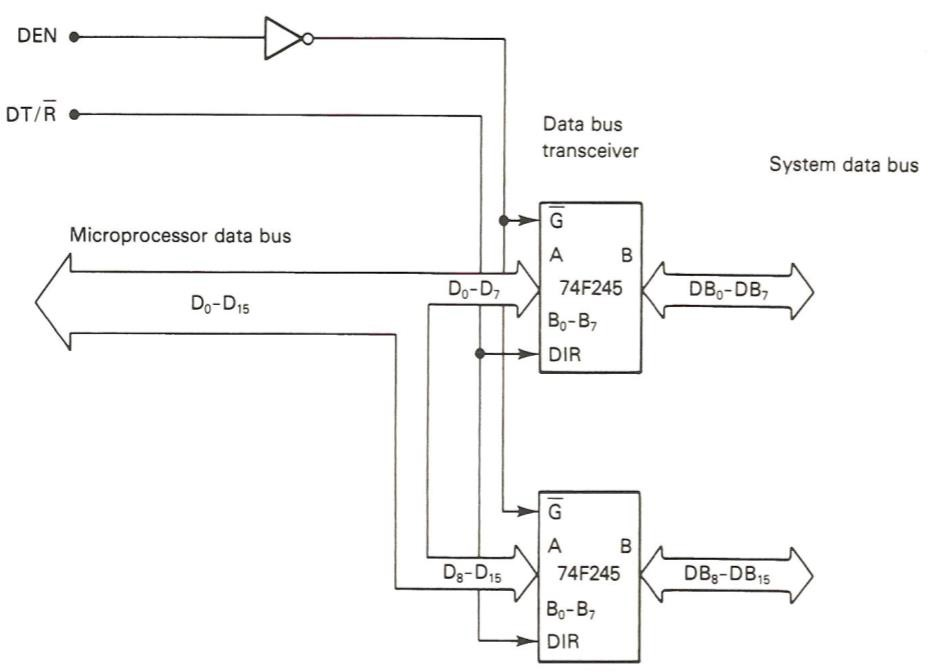 DEN
DT/R̅
Data bus
transceiver
System data bus
Microprocessor data bus
G̅
A B
D₀–D₇
74F245
DB₀–DB₇
D₀–D₁₅
B₀–B₇
DIR
G̅
A B
D₈–D₁₅
74F245
DB₈–DB₁₅
B₀–B₇
DIR